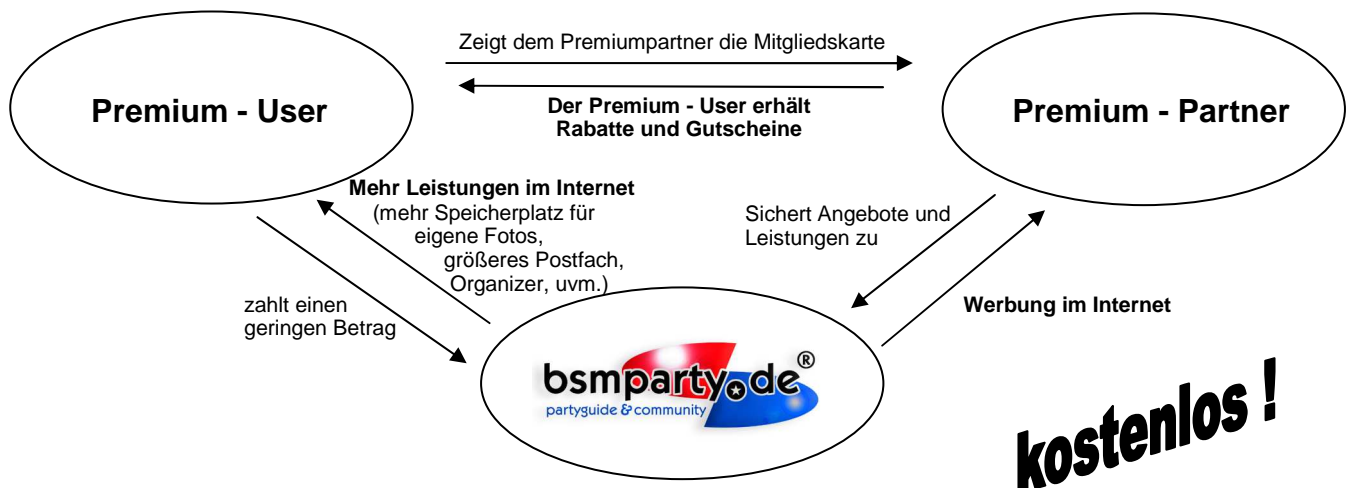 Zeigt dem Premiumpartner die Mitgliedskarte
Premium - User
Der Premium - User erhält
Rabatte und Gutscheine
Premium - Partner
Mehr Leistungen im Internet
(mehr Speicherplatz für
eigene Fotos,
größeres Postfach,
Organizer, uvm.)
Sichert Angebote und
Leistungen zu
zahlt einen
geringen Betrag
Werbung im Internet
bsmparty.de®
partyguide & community
kostenlos !